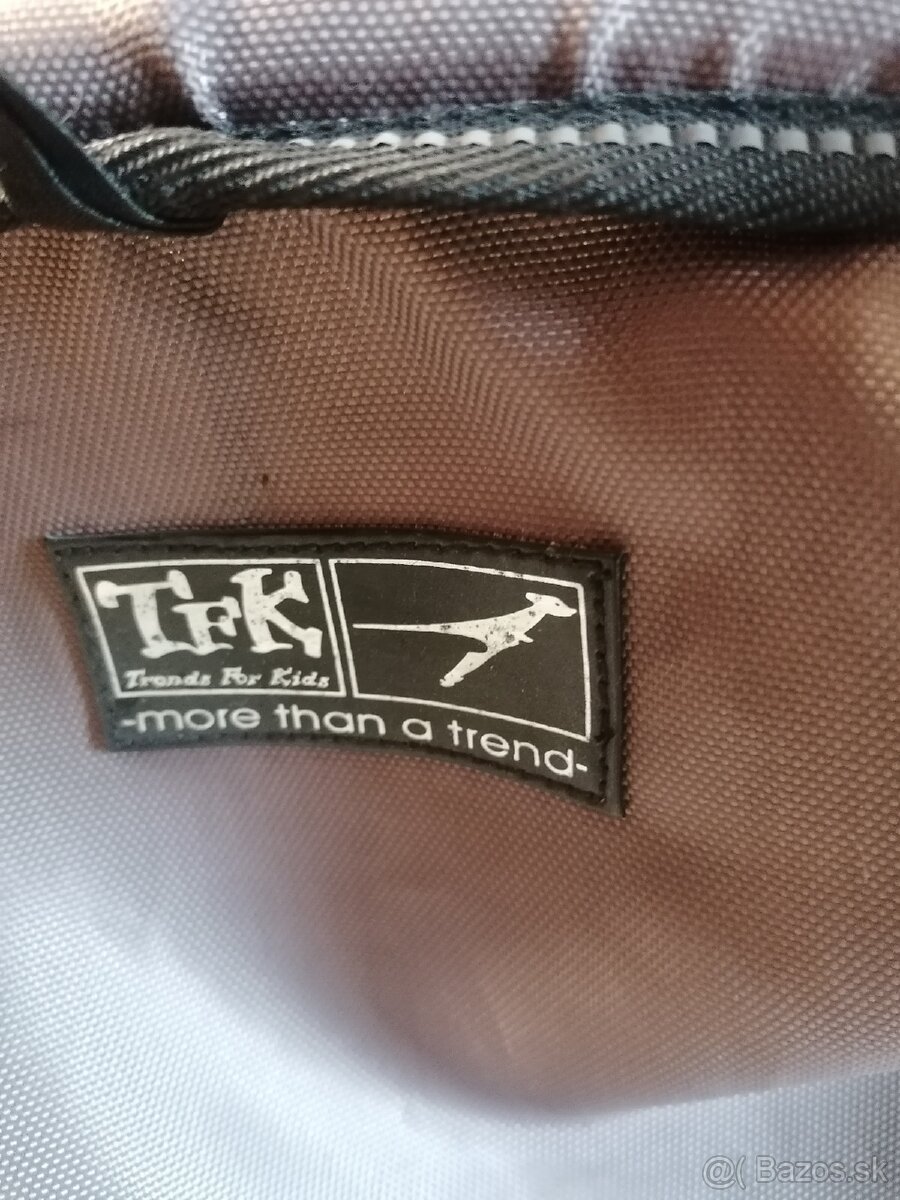 TFK
Trends For Kids
-more than a trend-
@( Bazos.sk